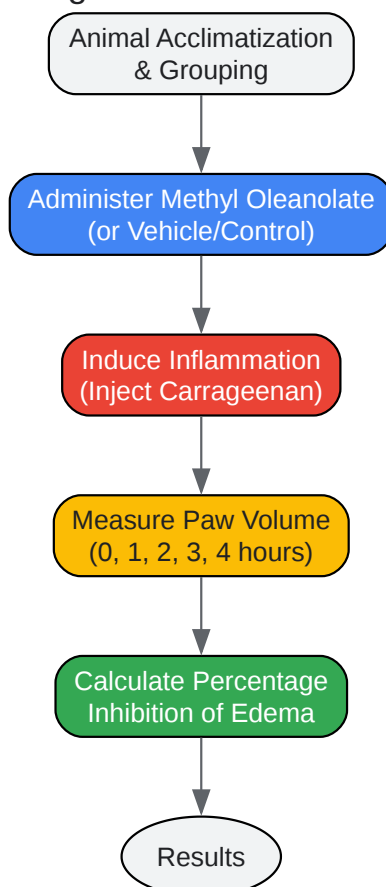 Animal Acclimatization
& Grouping
Administer Methyl Oleanolate
(or Vehicle/Control)
Induce Inflammation
(Inject Carrageenan)
Measure Paw Volume
(0, 1, 2, 3, 4 hours)
Calculate Percentage
Inhibition of Edema
Results